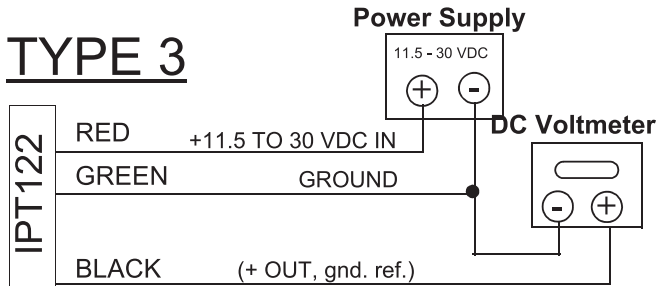 Power Supply
TYPE 3
11.5 - 30 VDC
+ -
DC Voltmeter
RED +11.5 TO 30 VDC IN
GREEN GROUND
- +
IPT122
BLACK (+ OUT, gnd. ref.)